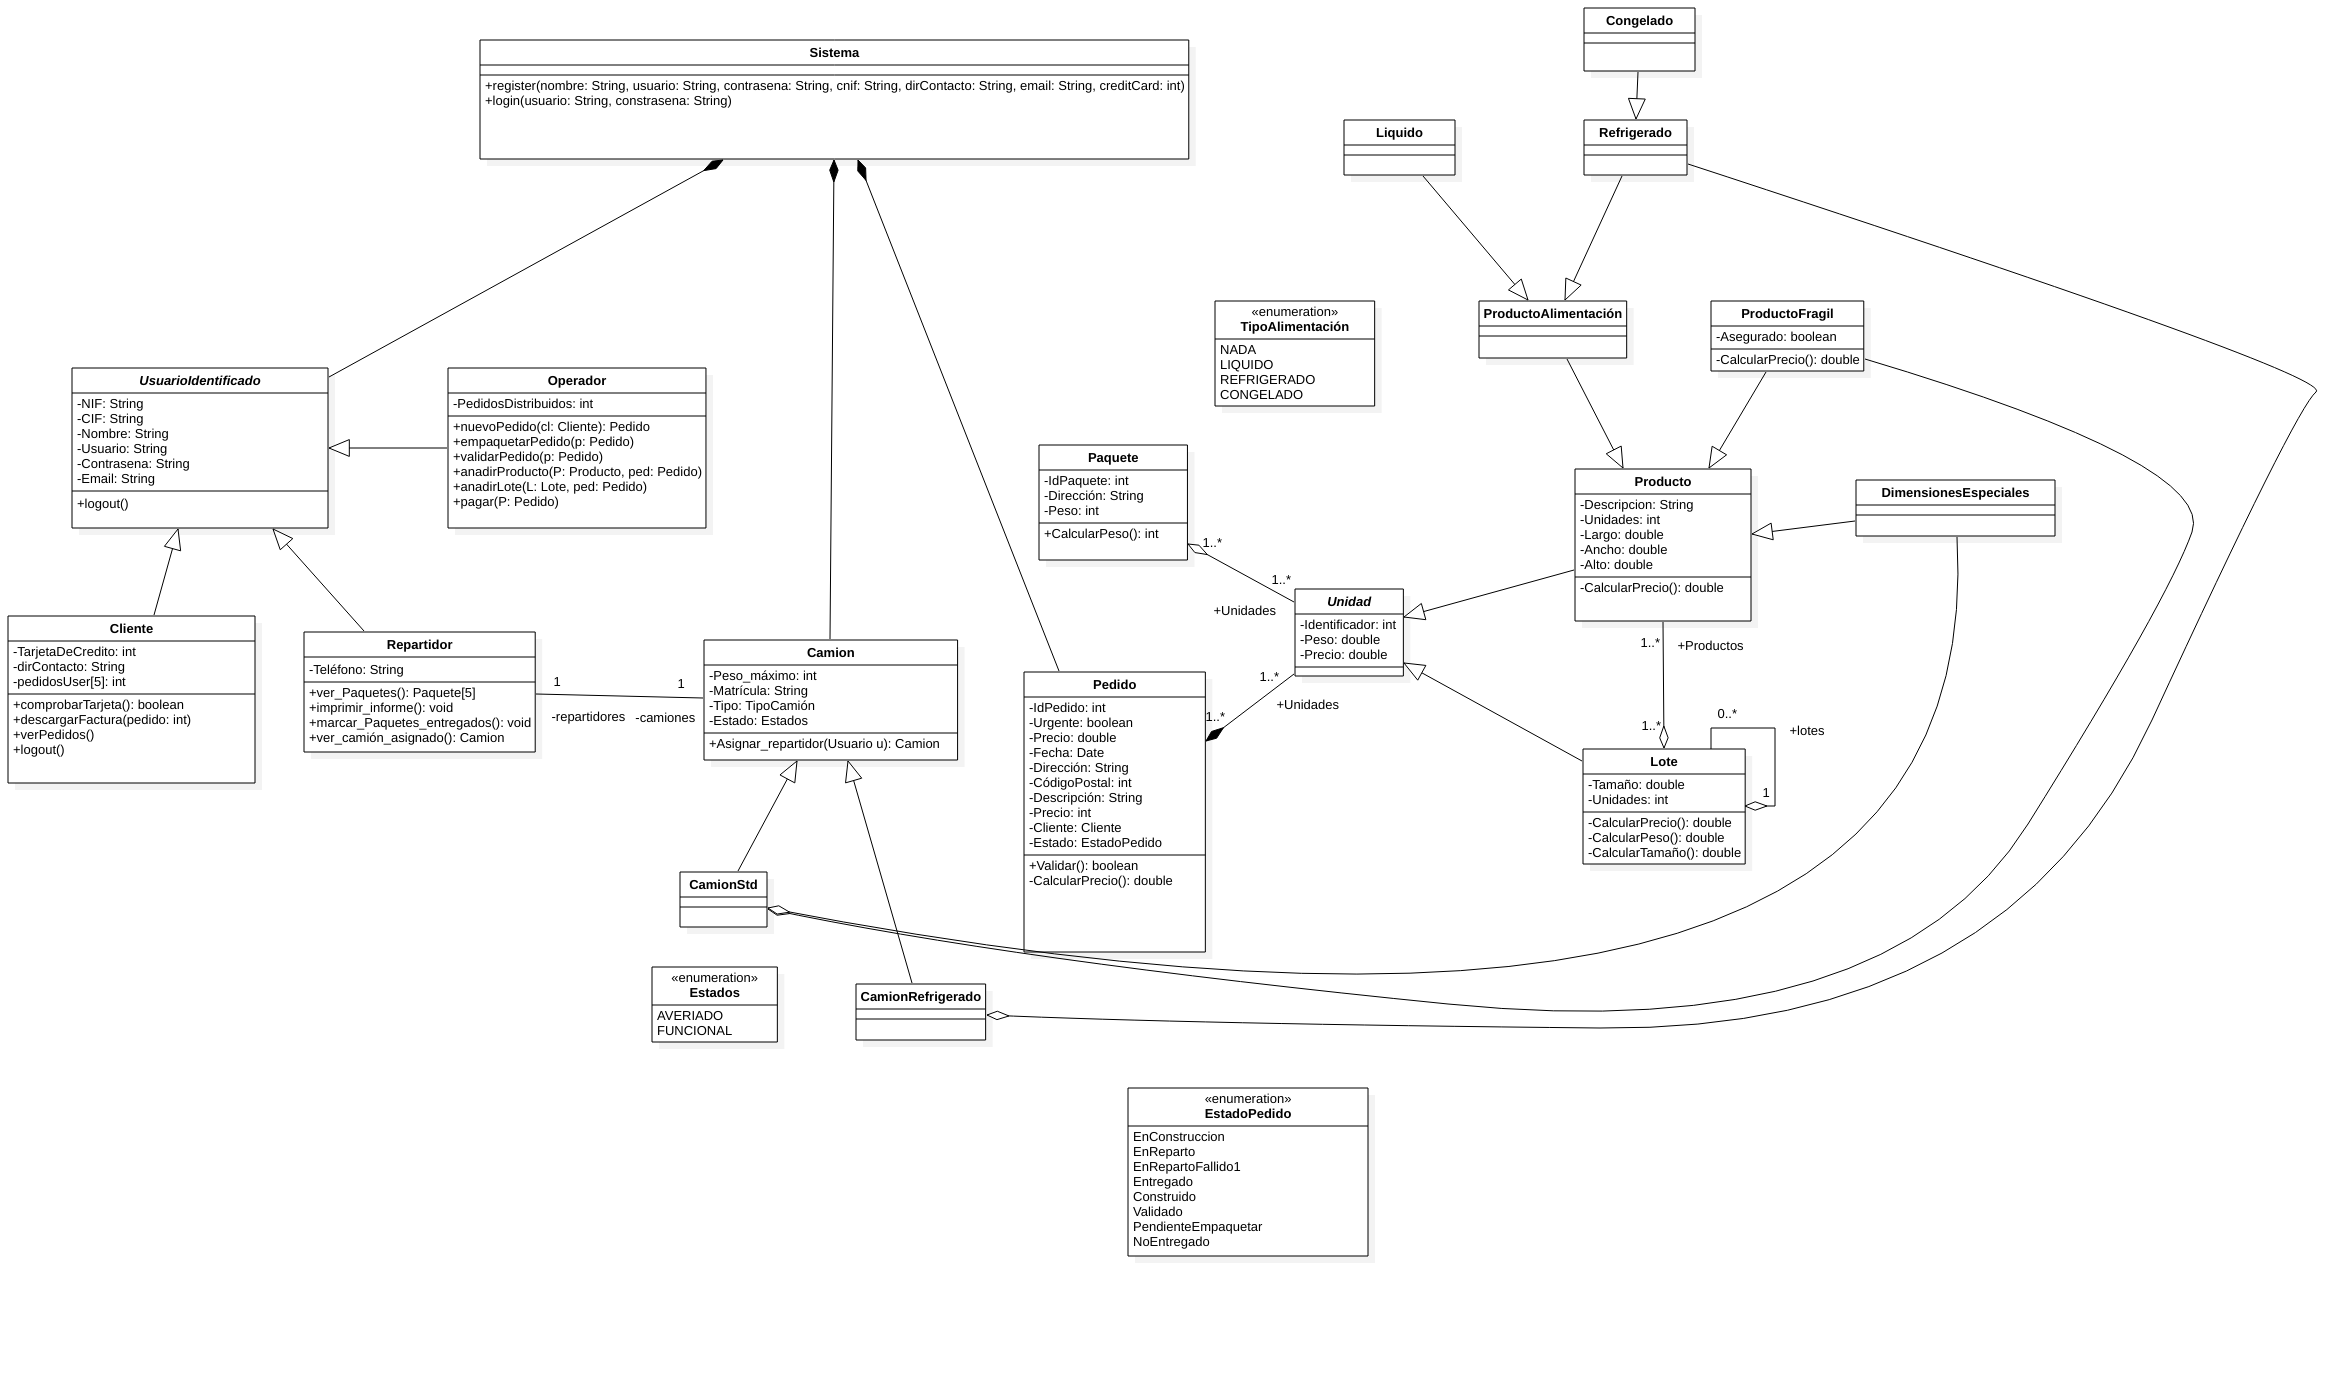 Congelado
Sistema
+register(nombre: String, usuario: String, contrasena: String, cnif: String, dirContacto: String, email: String, creditCard: int)
+login(usuario: String, constrasena: String)
Liquido
Refrigerado
«enumeration»
TipoAlimentación
NADA
LIQUIDO
REFRIGERADO
CONGELADO
ProductoAlimentación
ProductoFragil
-Asegurado: boolean
-CalcularPrecio(): double
UsuarioIdentificado
-NIF: String
-CIF: String
-Nombre: String
-Usuario: String
-Contrasena: String
-Email: String
+logout()
Operador
-PedidosDistribuidos: int
+nuevoPedido(cl: Cliente): Pedido
+empaquetarPedido(p: Pedido)
+validarPedido(p: Pedido)
+anadirProducto(P: Producto, ped: Pedido)
+anadirLote(L: Lote, ped: Pedido)
+pagar(P: Pedido)
Paquete
-IdPaquete: int
-Dirección: String
-Peso: int
+CalcularPeso(): int
1..*
1..*
+Unidades
Producto
-Descripcion: String
-Unidades: int
-Largo: double
-Ancho: double
-Alto: double
-CalcularPrecio(): double
DimensionesEspeciales
Unidad
-Identificador: int
-Peso: double
-Precio: double
1..*
+Unidades
1..*
1..*
+Productos
1..*
0..*
+lotes
1
Cliente
-TarjetaDeCredito: int
-dirContacto: String
-pedidosUser[5]: int
+comprobarTarjeta(): boolean
+descargarFactura(pedido: int)
+verPedidos()
+logout()
Repartidor
-Teléfono: String
+ver_Paquetes(): Paquete[5]
+imprimir_informe(): void
+marcar_Paquetes_entregados(): void
+ver_camión_asignado(): Camion
1
1
-repartidores
-camiones
Camion
-Peso_máximo: int
-Matrícula: String
-Tipo: TipoCamión
-Estado: Estados
+Asignar_repartidor(Usuario u): Camion
Pedido
-IdPedido: int
-Urgente: boolean
-Precio: double
-Fecha: Date
-Dirección: String
-CódigoPostal: int
-Descripción: String
-Precio: int
-Cliente: Cliente
-Estado: EstadoPedido
+Validar(): boolean
-CalcularPrecio(): double
Lote
-Tamaño: double
-Unidades: int
-CalcularPrecio(): double
-CalcularPeso(): double
-CalcularTamaño(): double
CamionStd
«enumeration»
Estados
AVERIADO
FUNCIONAL
CamionRefrigerado
«enumeration»
EstadoPedido
EnConstruccion
EnReparto
EnRepartoFallido1
Entregado
Construido
Validado
PendienteEmpaquetar
NoEntregado